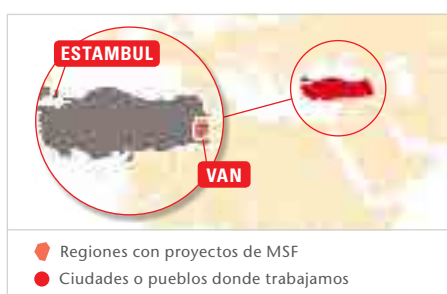 ESTAMBUL
VAN
Regiones con proyectos de MSF
Ciudades o pueblos donde trabajamos